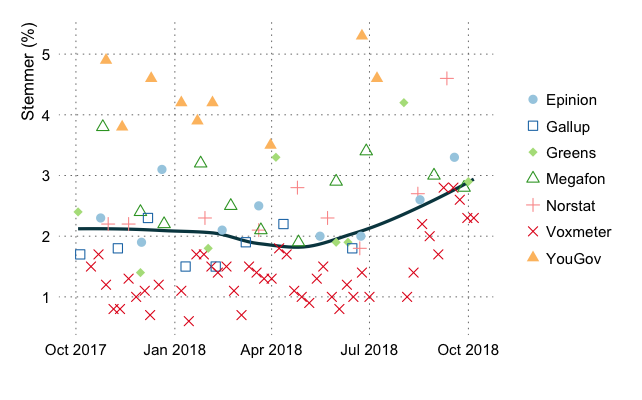 Stemmer (%)
5
4
3
2
1
Oct 2017 Jan 2018 Apr 2018 Jul 2018 Oct 2018
Epinion
Gallup
Greens
Megafon
Norstat
Voxmeter
YouGov